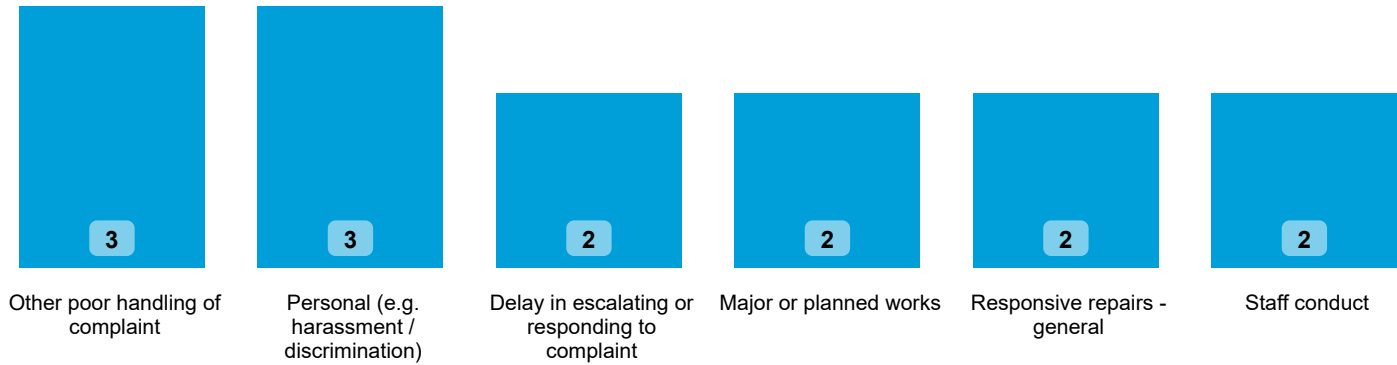 3
3
2
2
2
2
Other poor handling of
complaint
Personal (e.g.
harassment /
discrimination)
Delay in escalating or
responding to
complaint
Major or planned works
Responsive repairs -
general
Staff conduct